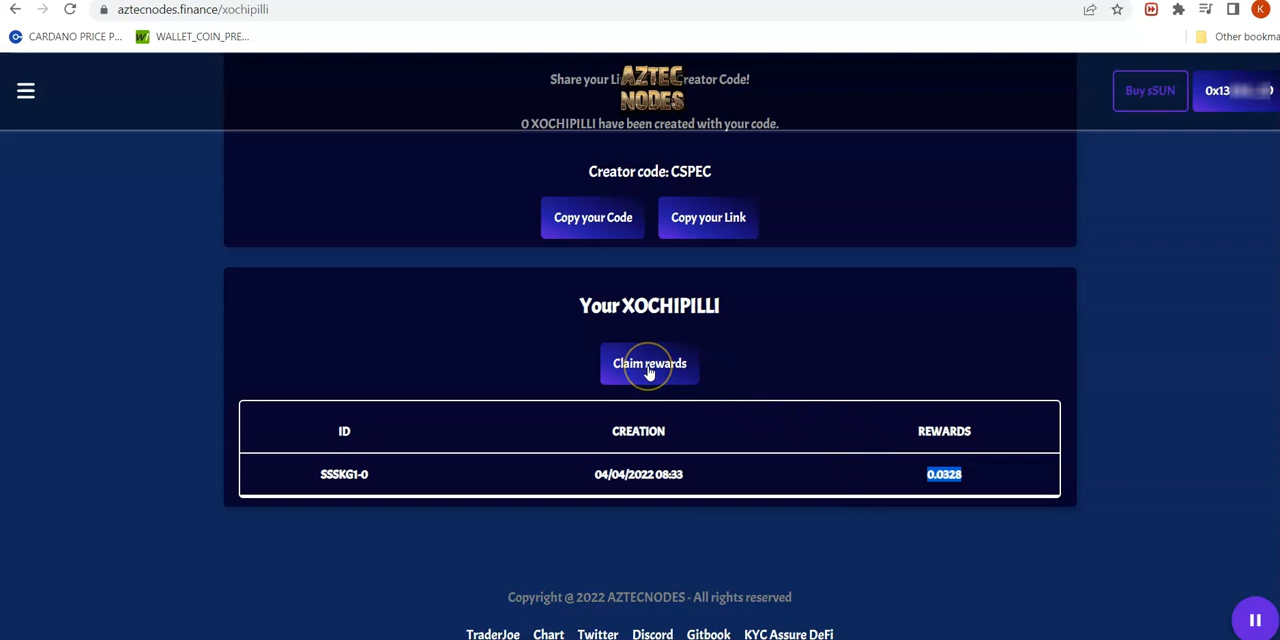 aztecnodes.finance/xochipilli
K
CARDANO PRICE P...
WALLET_COIN_PRE...
Other bookma
Share your Li
reator Code!
AZTEC
NODES
Buy $SUN
0x13
0 XOCHIPILLI have been created with your code.
Creator code: CSPEC
Copy your Code
Copy your Link
Your XOCHIPILLI
Claim rewards
ID CREATION REWARDS
SSSKG1-0 04/04/2022 08:33 0.0328
Copyright @ 2022 AZTECNODES - All rights reserved
TraderJoe Chart Twitter Discord Gitbook KYC Assure DeFi